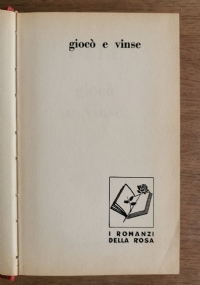 giocò e vinse
I ROMANZI
DELLA ROSA